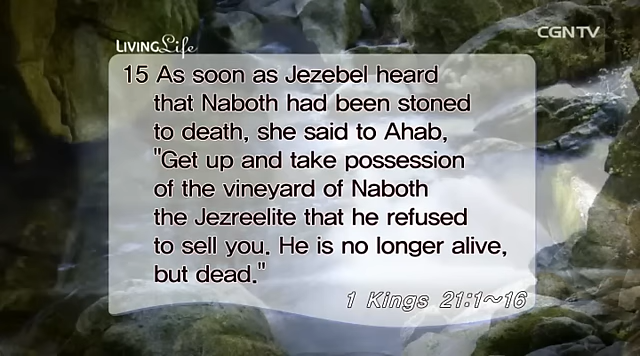 LIVING Life
CGNTV
15 As soon as Jezebel heard
that Naboth had been stoned
to death, she said to Ahab,
"Get up and take possession
of the vineyard of Naboth
the Jezreelite that he refused
to sell you. He is no longer alive,
but dead."
1 Kings 21:1~16